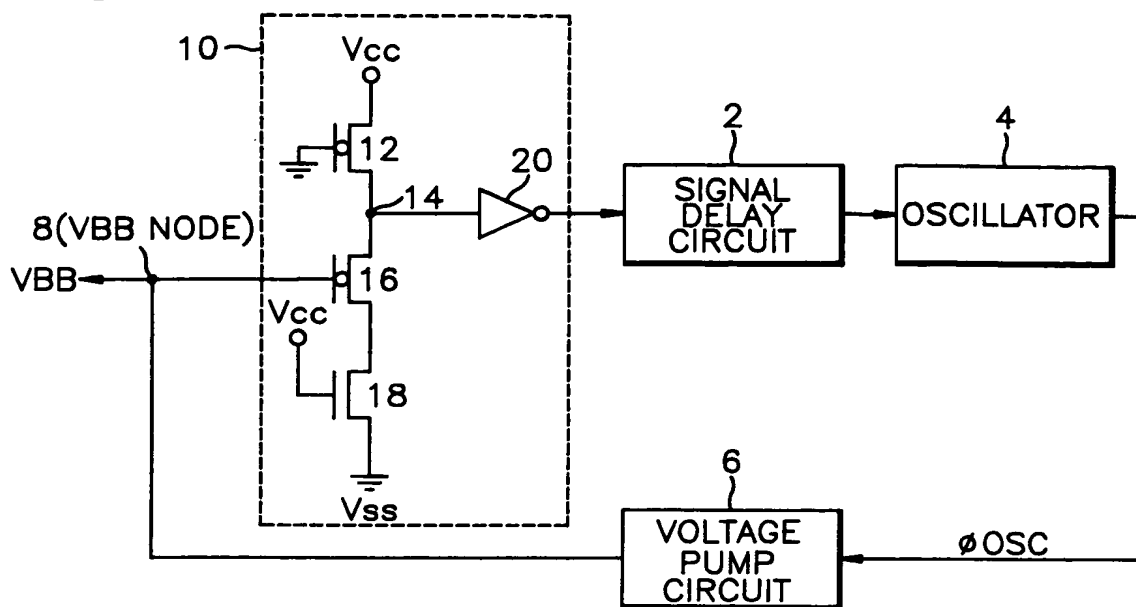 10
Vcc
12
14
20
2
SIGNAL
DELAY
CIRCUIT
4
OSCILLATOR
8(VBB NODE)
VBB
16
Vcc
18
Vss
6
VOLTAGE
PUMP
CIRCUIT
øOSC